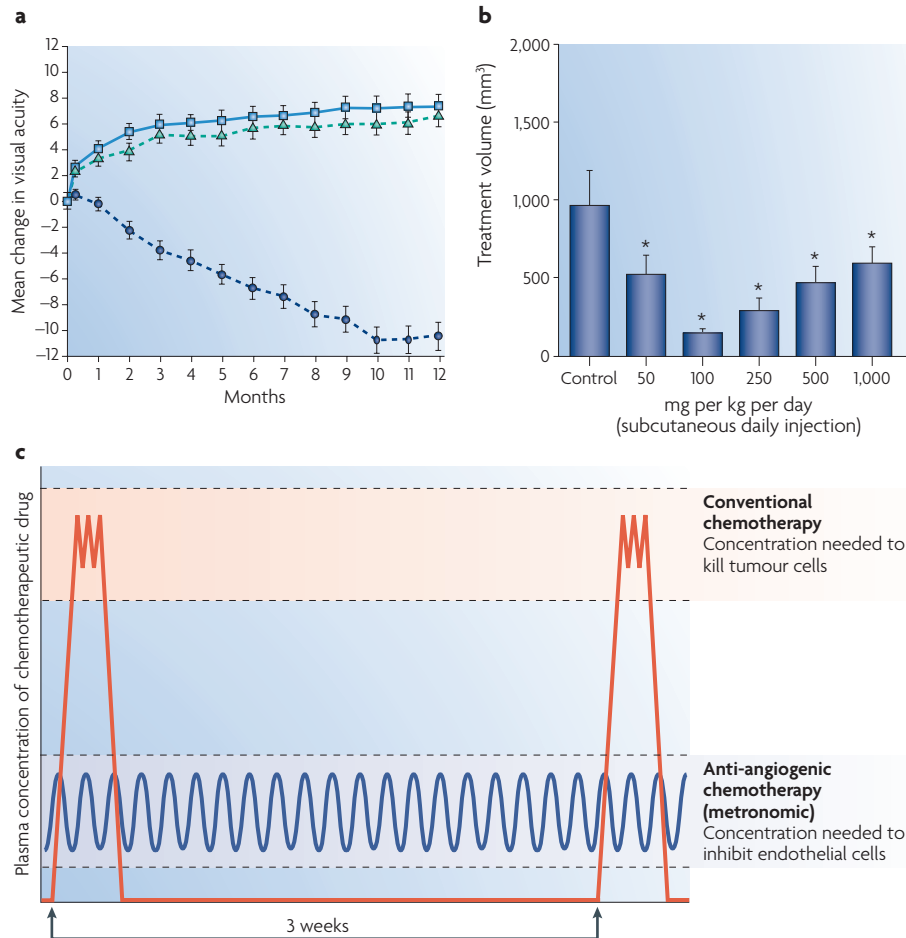 a
12
10
8
6
4
2
0
−2
−4
−6
−8
−10
−12
Mean change in visual acuity
0 1 2 3 4 5 6 7 8 9 10 11 12
Months
b
2,000
1,500
1,000
500
0
Treatment volume (mm³)
* * * * *
Control 50 100 250 500 1,000
mg per kg per day
(subcutaneous daily injection)
c
Plasma concentration of chemotherapeutic drug
Conventional
chemotherapy
Concentration needed to
kill tumour cells
Anti-angiogenic
chemotherapy
(metronomic)
Concentration needed to
inhibit endothelial cells
3 weeks